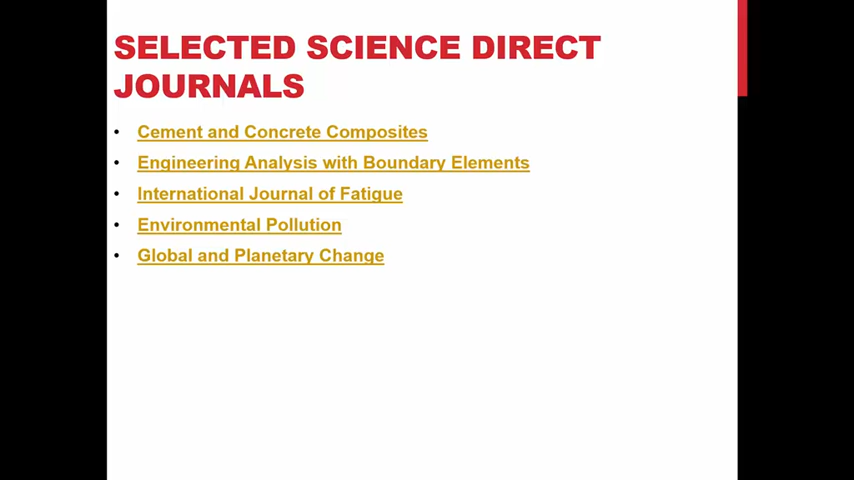 SELECTED SCIENCE DIRECT
JOURNALS
• Cement and Concrete Composites
• Engineering Analysis with Boundary Elements
• International Journal of Fatigue
• Environmental Pollution
• Global and Planetary Change